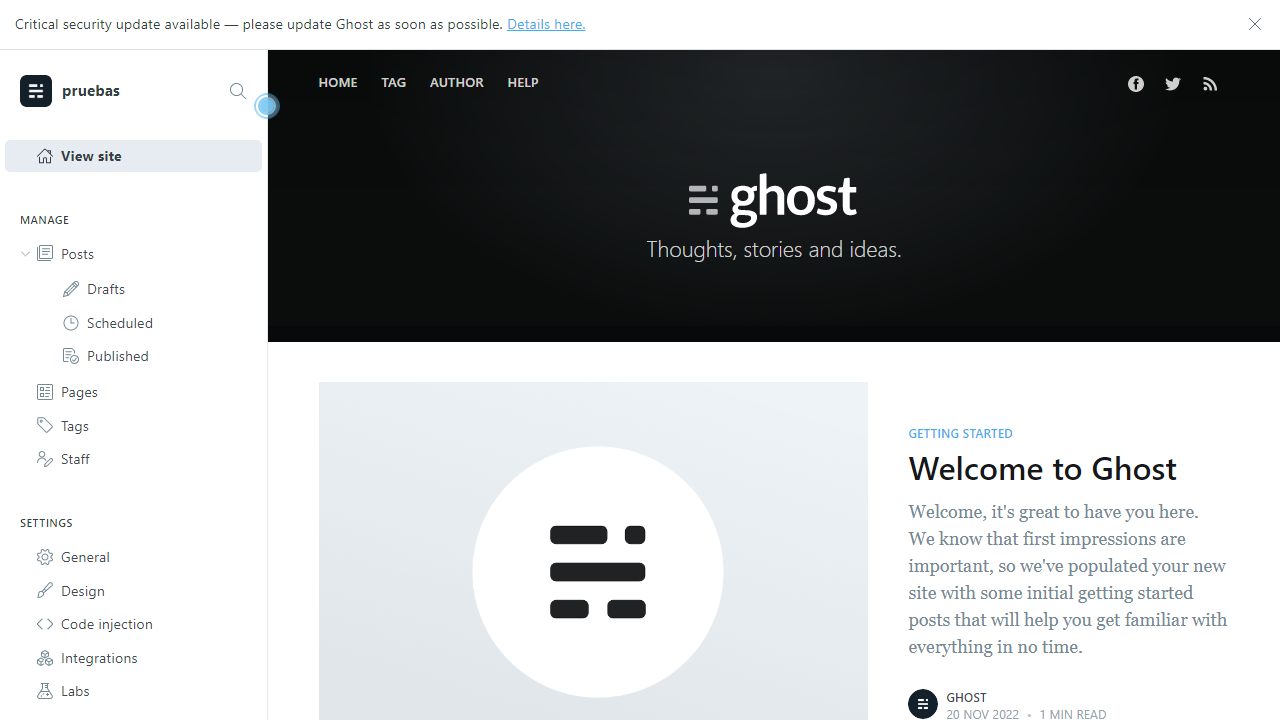 Critical security update available — please update Ghost as soon as possible. Details here.
pruebas
View site
MANAGE
Posts
Drafts
Scheduled
Published
Pages
Tags
Staff
SETTINGS
General
Design
Code injection
Integrations
Labs
HOME TAG AUTHOR HELP
ghost
Thoughts, stories and ideas.
GETTING STARTED
Welcome to Ghost
Welcome, it's great to have you here.
We know that first impressions are
important, so we've populated your new
site with some initial getting started
posts that will help you get familiar with
everything in no time.
GHOST
20 NOV 2022 • 1 MIN READ